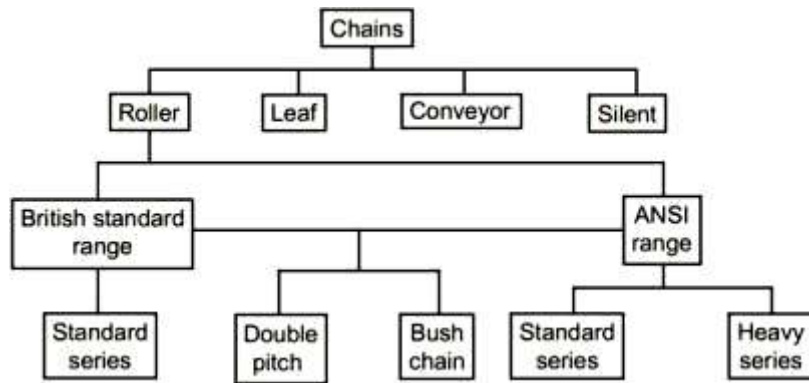 Chains
Roller
Leaf
Conveyor
Silent
British standard
range
ANSI
range
Standard
series
Double
pitch
Bush
chain
Standard
series
Heavy
series